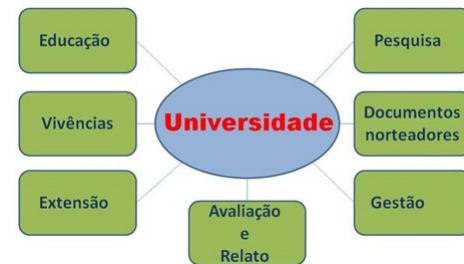 Educação
Pesquisa
Vivências
Universidade
Documentos
norteadores
Extensão
Avaliação
e
Relato
Gestão